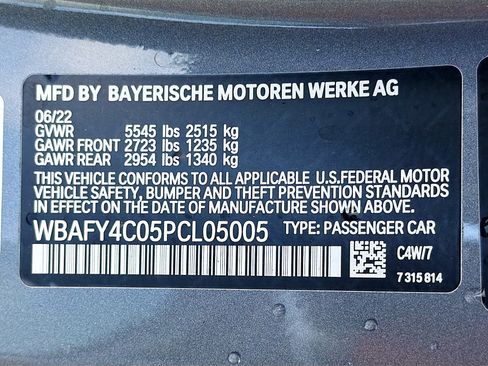 MFD BY BAYERISCHE MOTOREN WERKE AG
06/22
GVWR 5545 lbs 2515 kg
GAWR FRONT 2723 lbs 1235 kg
GAWR REAR 2954 lbs 1340 kg
THIS VEHICLE CONFORMS TO ALL APPLICABLE U.S.FEDERAL MOTOR
VEHICLE SAFETY, BUMPER AND THEFT PREVENTION STANDARDS
IN EFFECT ON THE DATE OF MANUFACTURE SHOWN ABOVE.
WBAFY4C05PCL05005 TYPE: PASSENGER CAR
C4W/7
7 315 814